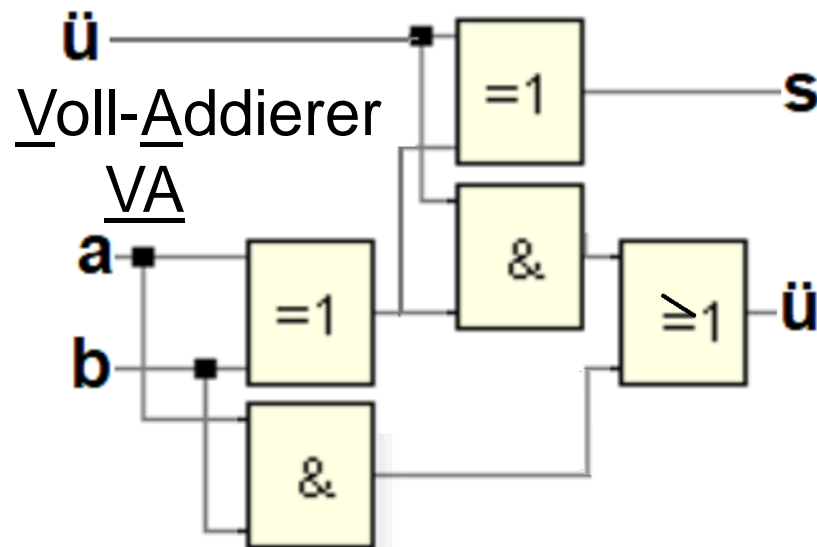 ü
=1
s
Voll-Addierer
VA
a
=1
&
≥1
ü
b
&